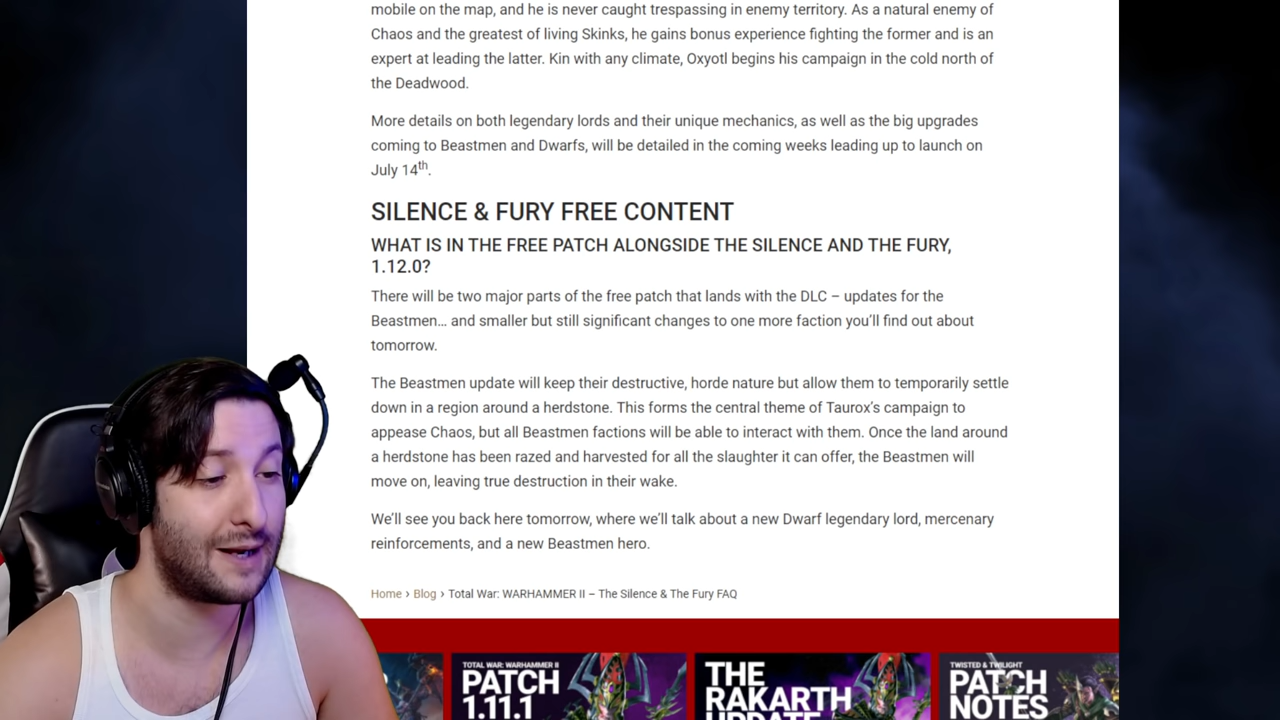 mobile on the map, and he is never caught trespassing in enemy territory. As a natural enemy of
Chaos and the greatest of living Skinks, he gains bonus experience fighting the former and is an
expert at leading the latter. Kin with any climate, Oxyotl begins his campaign in the cold north of
the Deadwood.
More details on both legendary lords and their unique mechanics, as well as the big upgrades
coming to Beastmen and Dwarfs, will be detailed in the coming weeks leading up to launch on
July 14th.
SILENCE & FURY FREE CONTENT
WHAT IS IN THE FREE PATCH ALONGSIDE THE SILENCE AND THE FURY,
1.12.0?
There will be two major parts of the free patch that lands with the DLC – updates for the
Beastmen… and smaller but still significant changes to one more faction you’ll find out about
tomorrow.
The Beastmen update will keep their destructive, horde nature but allow them to temporarily settle
down in a region around a herdstone. This forms the central theme of Taurox’s campaign to
appease Chaos, but all Beastmen factions will be able to interact with them. Once the land around
a herdstone has been razed and harvested for all the slaughter it can offer, the Beastmen will
move on, leaving true destruction in their wake.
We’ll see you back here tomorrow, where we’ll talk about a new Dwarf legendary lord, mercenary
reinforcements, and a new Beastmen hero.
Home › Blog › Total War: WARHAMMER II – The Silence & The Fury FAQ
TOTAL WAR: WARHAMMER II
PATCH
1.11.1
THE
RAKARTH
UPDATE
TWISTED & TWILIGHT
PATCH
NOTES